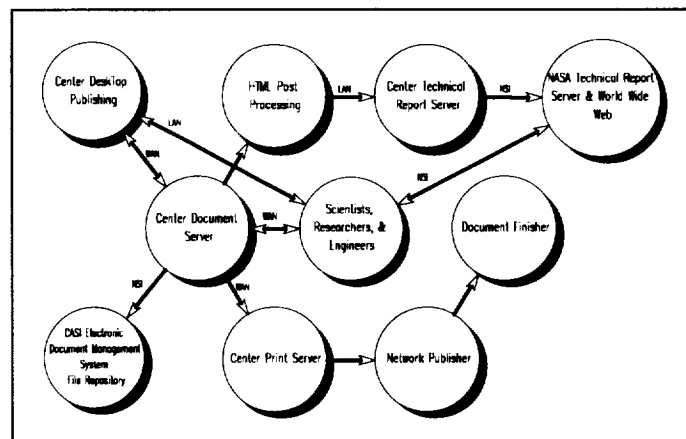 Center Desktop
Publishing
HTML Post
Processing
LAN
Center Technical
Report Server
NSI
NASA Technical Report
Server & World Wide
Web
LAN
WAN
Center Document
Server
WAN
Scientists,
Researchers, &
Engineers
NSI
Document Finisher
NSI
WAN
CASI Electronic
Document Management
System
File Repository
Center Print Server
Network Publisher